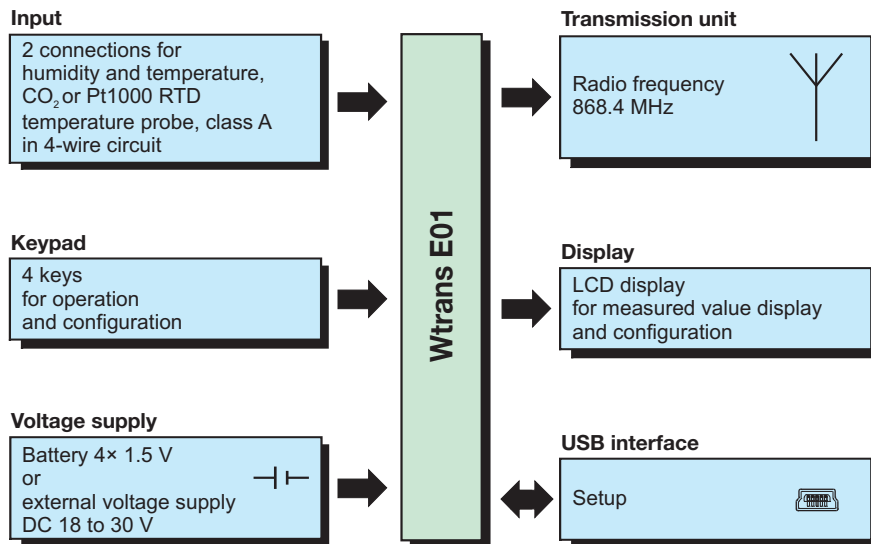 Input
2 connections for
humidity and temperature,
CO₂ or Pt1000 RTD
temperature probe, class A
in 4-wire circuit
Keypad
4 keys
for operation
and configuration
Voltage supply
Battery 4× 1.5 V
or
external voltage supply
DC 18 to 30 V
Wtrans E01
Transmission unit
Radio frequency
868.4 MHz
Display
LCD display
for measured value display
and configuration
USB interface
Setup